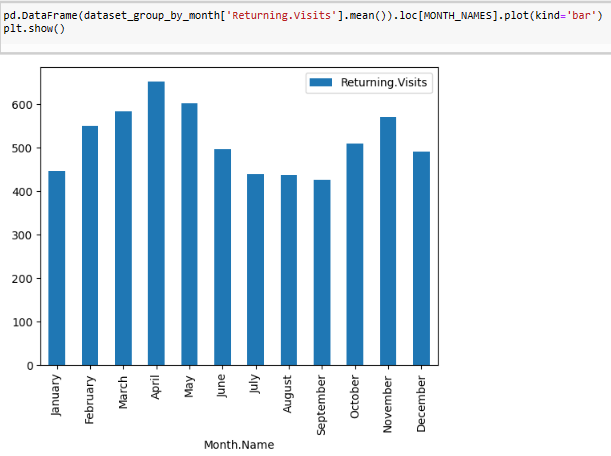 pd.DataFrame(dataset_group_by_month['Returning.Visits'].mean()).loc[MONTH_NAMES].plot(kind='bar')
plt.show()
Returning.Visits
600
500
400
300
200
100
0
January
February
March
April
May
June
July
August
September
October
November
December
Month.Name